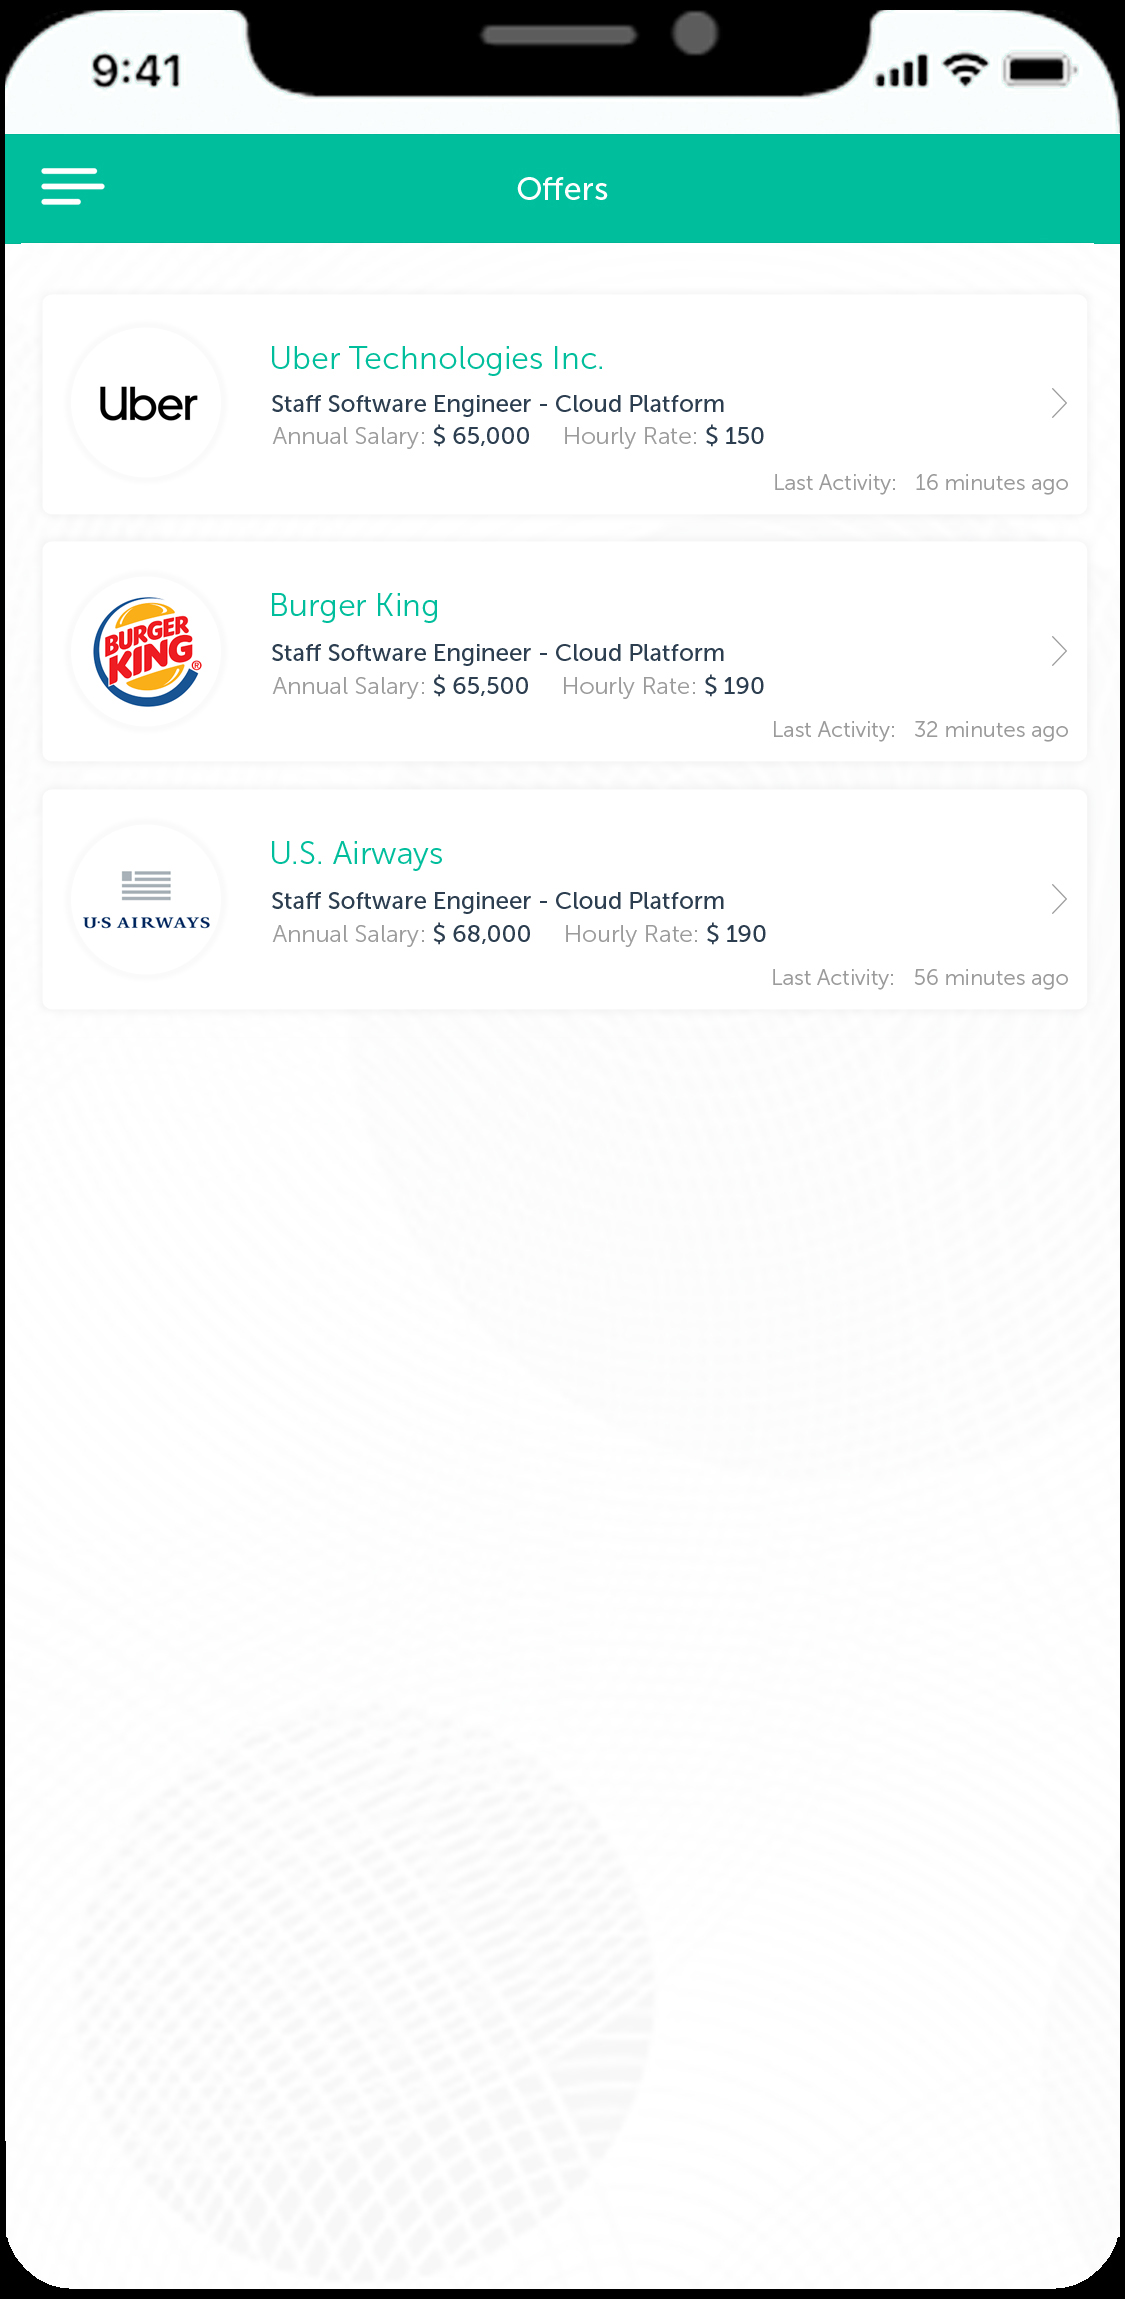 9:41
Offers
Uber
Uber Technologies Inc.
Staff Software Engineer - Cloud Platform
Annual Salary: $ 65,000 Hourly Rate: $ 150
Last Activity: 16 minutes ago
BURGER
KING®
Burger King
Staff Software Engineer - Cloud Platform
Annual Salary: $ 65,500 Hourly Rate: $ 190
Last Activity: 32 minutes ago
U·S AIRWAYS
U.S. Airways
Staff Software Engineer - Cloud Platform
Annual Salary: $ 68,000 Hourly Rate: $ 190
Last Activity: 56 minutes ago